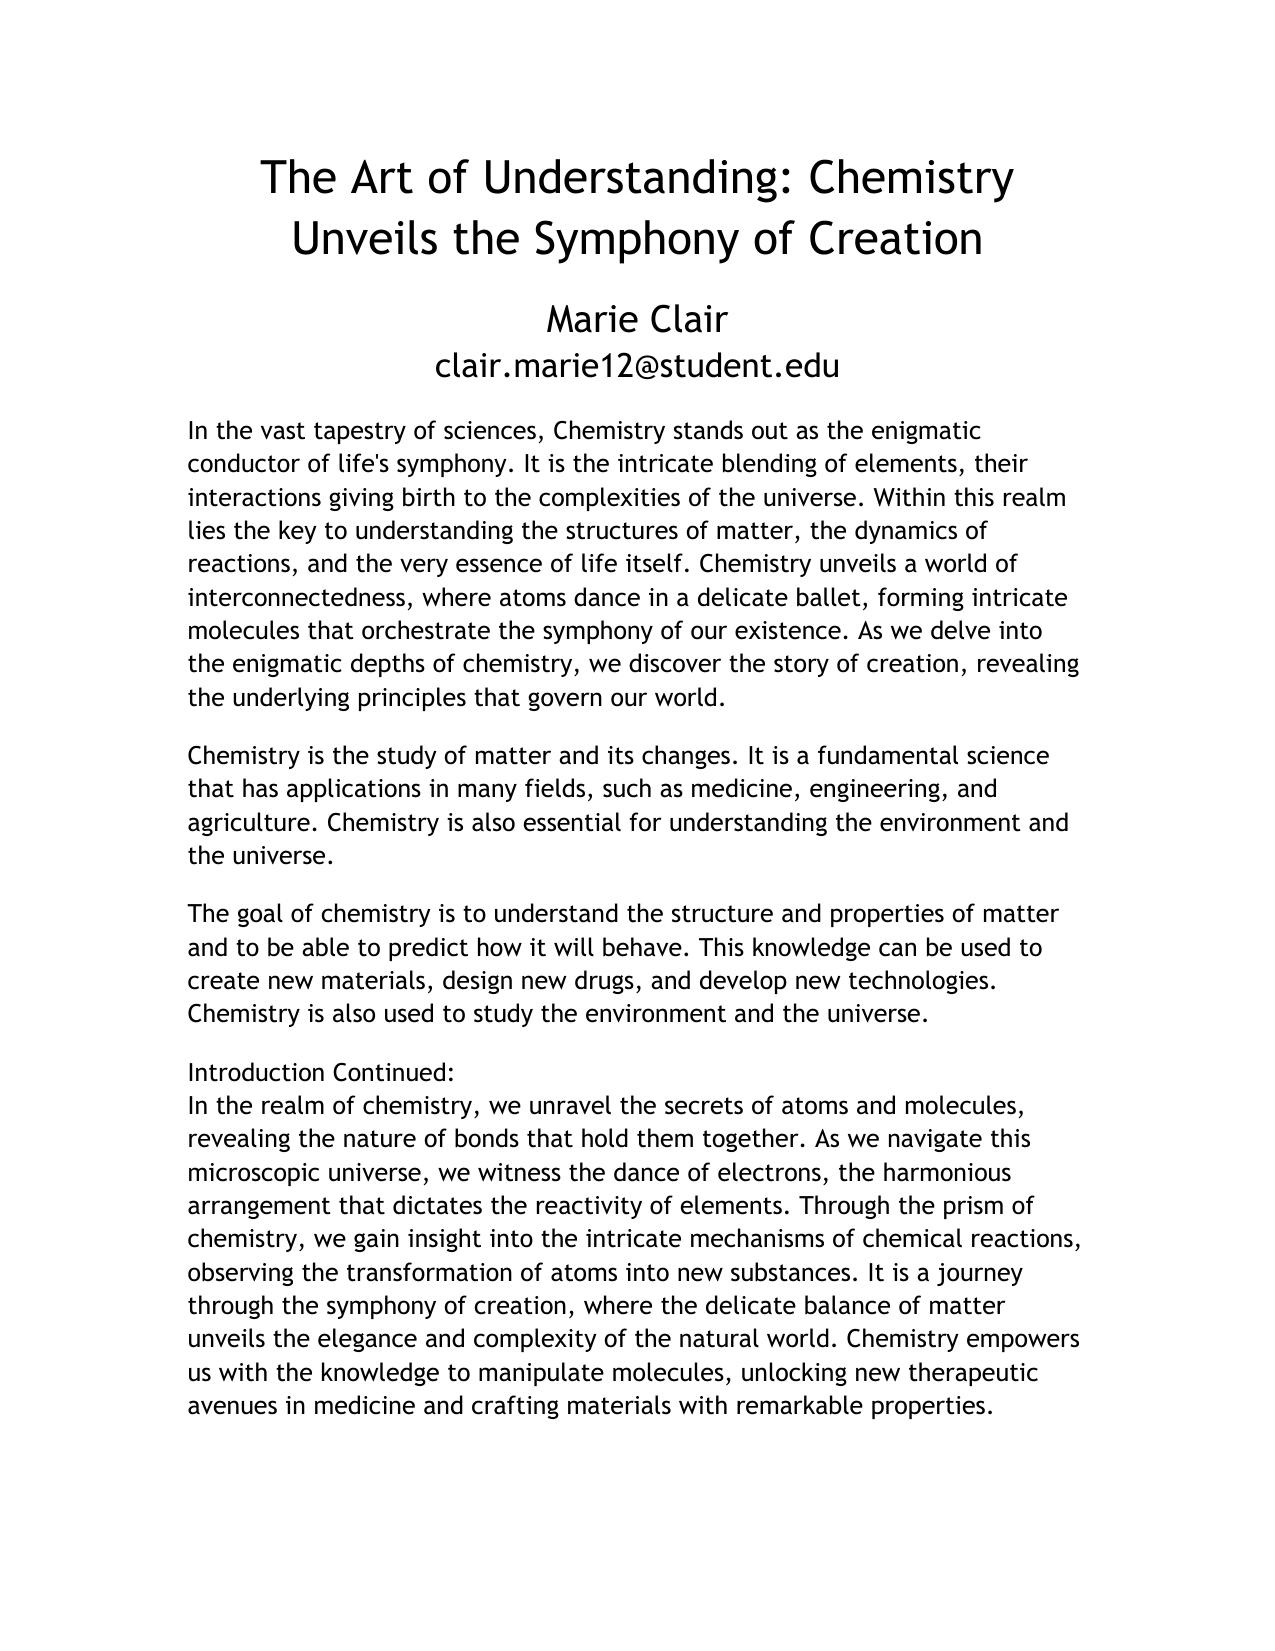 The Art of Understanding: Chemistry
Unveils the Symphony of Creation
Marie Clair
clair.marie12@student.edu
In the vast tapestry of sciences, Chemistry stands out as the enigmatic
conductor of life's symphony. It is the intricate blending of elements, their
interactions giving birth to the complexities of the universe. Within this realm
lies the key to understanding the structures of matter, the dynamics of
reactions, and the very essence of life itself. Chemistry unveils a world of
interconnectedness, where atoms dance in a delicate ballet, forming intricate
molecules that orchestrate the symphony of our existence. As we delve into
the enigmatic depths of chemistry, we discover the story of creation, revealing
the underlying principles that govern our world.
Chemistry is the study of matter and its changes. It is a fundamental science
that has applications in many fields, such as medicine, engineering, and
agriculture. Chemistry is also essential for understanding the environment and
the universe.
The goal of chemistry is to understand the structure and properties of matter
and to be able to predict how it will behave. This knowledge can be used to
create new materials, design new drugs, and develop new technologies.
Chemistry is also used to study the environment and the universe.
Introduction Continued:
In the realm of chemistry, we unravel the secrets of atoms and molecules,
revealing the nature of bonds that hold them together. As we navigate this
microscopic universe, we witness the dance of electrons, the harmonious
arrangement that dictates the reactivity of elements. Through the prism of
chemistry, we gain insight into the intricate mechanisms of chemical reactions,
observing the transformation of atoms into new substances. It is a journey
through the symphony of creation, where the delicate balance of matter
unveils the elegance and complexity of the natural world. Chemistry empowers
us with the knowledge to manipulate molecules, unlocking new therapeutic
avenues in medicine and crafting materials with remarkable properties.